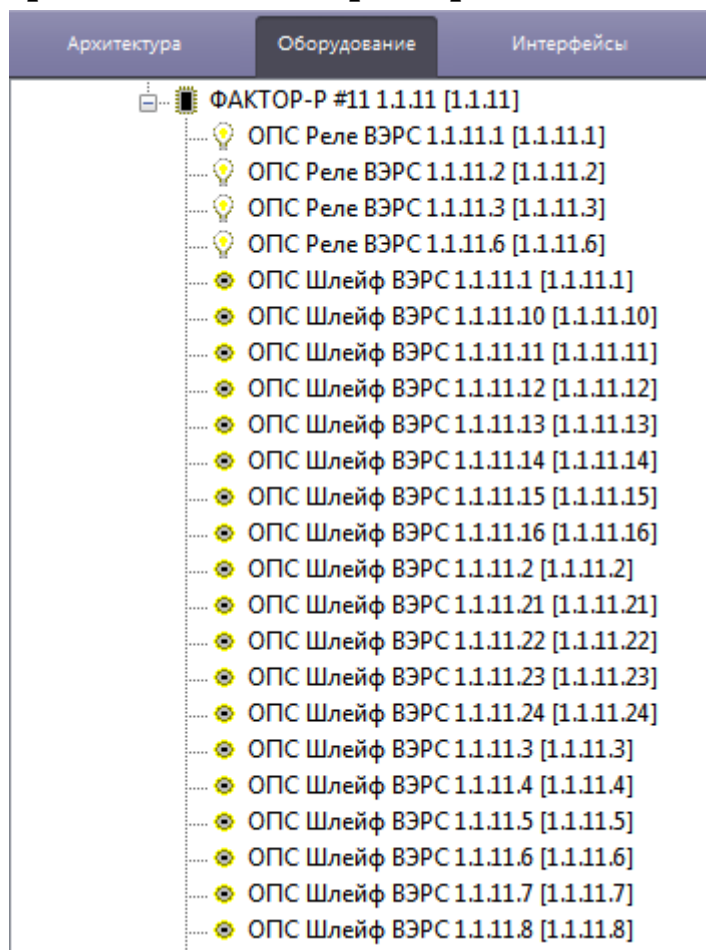 Архитектура Оборудование Интерфейсы
ФАКТОР-Р #11 1.1.11 [1.1.11]
ОПС Реле ВЭРС 1.1.11.1 [1.1.11.1]
ОПС Реле ВЭРС 1.1.11.2 [1.1.11.2]
ОПС Реле ВЭРС 1.1.11.3 [1.1.11.3]
ОПС Реле ВЭРС 1.1.11.6 [1.1.11.6]
ОПС Шлейф ВЭРС 1.1.11.1 [1.1.11.1]
ОПС Шлейф ВЭРС 1.1.11.10 [1.1.11.10]
ОПС Шлейф ВЭРС 1.1.11.11 [1.1.11.11]
ОПС Шлейф ВЭРС 1.1.11.12 [1.1.11.12]
ОПС Шлейф ВЭРС 1.1.11.13 [1.1.11.13]
ОПС Шлейф ВЭРС 1.1.11.14 [1.1.11.14]
ОПС Шлейф ВЭРС 1.1.11.15 [1.1.11.15]
ОПС Шлейф ВЭРС 1.1.11.16 [1.1.11.16]
ОПС Шлейф ВЭРС 1.1.11.2 [1.1.11.2]
ОПС Шлейф ВЭРС 1.1.11.21 [1.1.11.21]
ОПС Шлейф ВЭРС 1.1.11.22 [1.1.11.22]
ОПС Шлейф ВЭРС 1.1.11.23 [1.1.11.23]
ОПС Шлейф ВЭРС 1.1.11.24 [1.1.11.24]
ОПС Шлейф ВЭРС 1.1.11.3 [1.1.11.3]
ОПС Шлейф ВЭРС 1.1.11.4 [1.1.11.4]
ОПС Шлейф ВЭРС 1.1.11.5 [1.1.11.5]
ОПС Шлейф ВЭРС 1.1.11.6 [1.1.11.6]
ОПС Шлейф ВЭРС 1.1.11.7 [1.1.11.7]
ОПС Шлейф ВЭРС 1.1.11.8 [1.1.11.8]